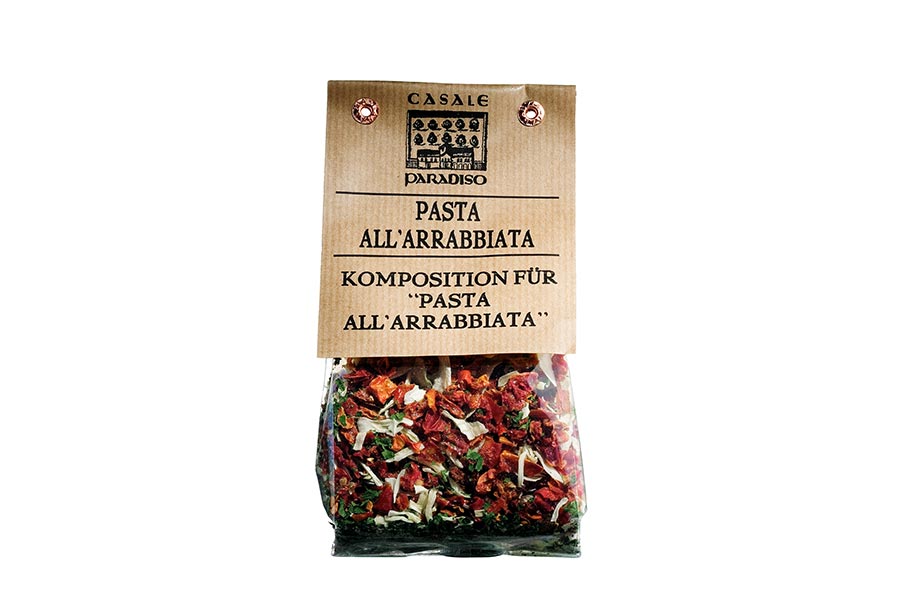 CASALE
PARADISO
PASTA
ALL'ARRABBIATA
KOMPOSITION FÜR
"PASTA
ALL'ARRABBIATA"